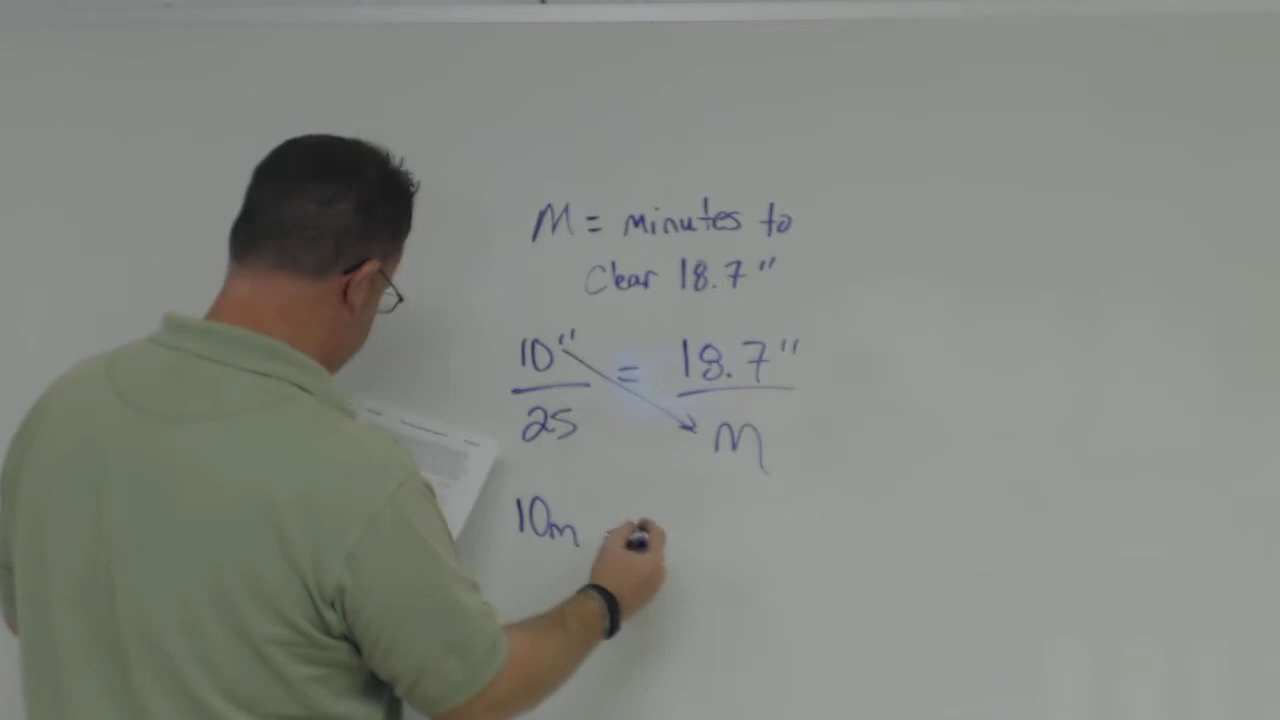 M = minutes to
Clear 18.7"
10" = 18.7"
25 M
10m